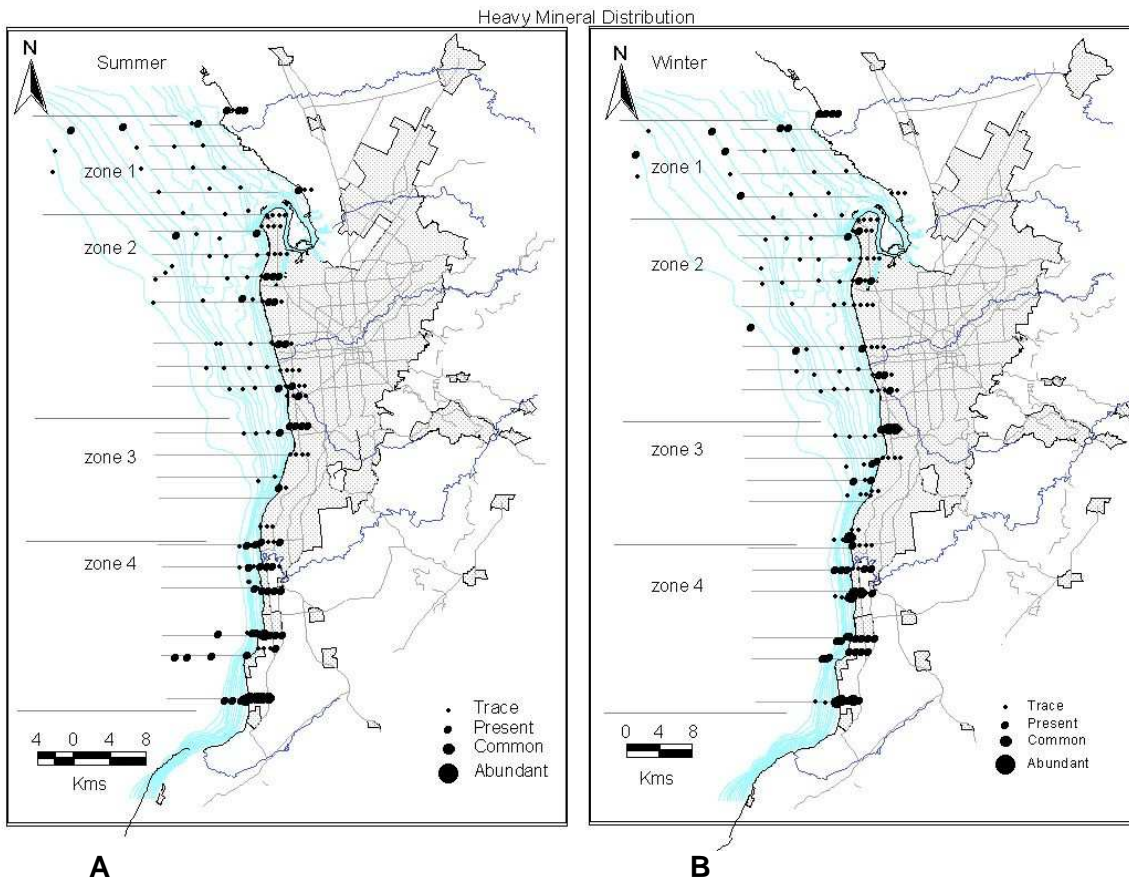 Heavy Mineral Distribution
N
Summer
zone 1
zone 2
zone 3
zone 4
4 0 4 8
Kms
Trace
Present
Common
Abundant
A
N
Winter
zone 1
zone 2
zone 3
zone 4
0 4 8
Kms
Trace
Present
Common
Abundant
B